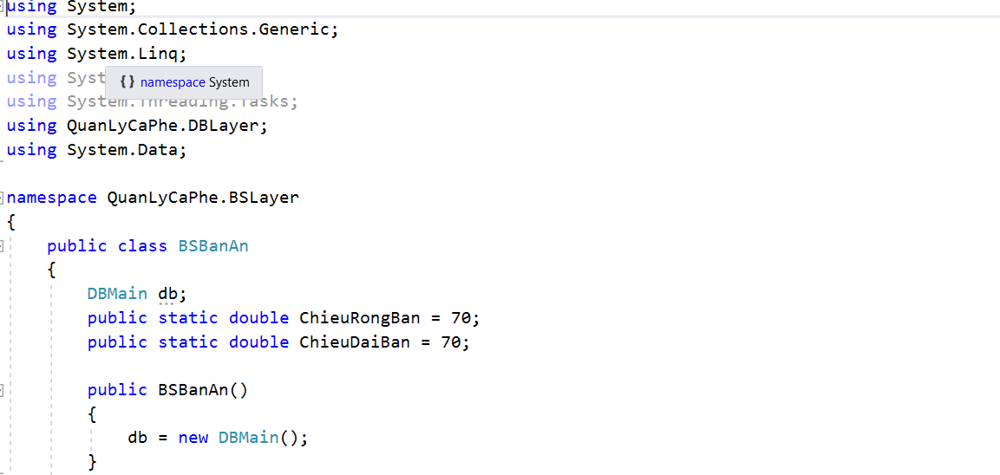 using System;
using System.Collections.Generic;
using System.Linq;
using Syst
{} namespace System
using System.Threading.Tasks;
using QuanLyCaPhe.DBLayer;
using System.Data;
namespace QuanLyCaPhe.BSLayer
{
public class BSBanAn
{
DBMain db;
public static double ChieuRongBan = 70;
public static double ChieuDaiBan = 70;
public BSBanAn()
{
db = new DBMain();
}